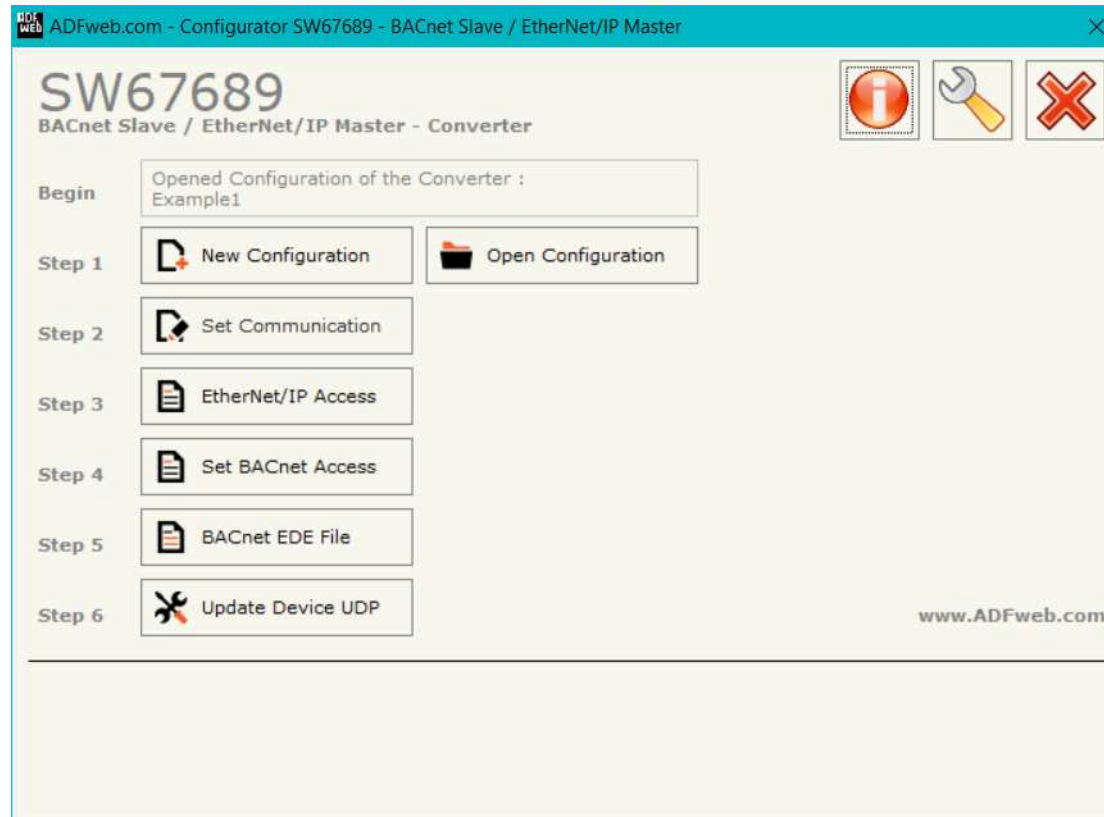 ADF
WEB
ADFweb.com - Configurator SW67689 - BACnet Slave / EtherNet/IP Master
SW67689
BACnet Slave / EtherNet/IP Master - Converter
Begin
Opened Configuration of the Converter :
Example1
Step 1
New Configuration
Open Configuration
Step 2
Set Communication
Step 3
EtherNet/IP Access
Step 4
Set BACnet Access
Step 5
BACnet EDE File
Step 6
Update Device UDP
www.ADFweb.com